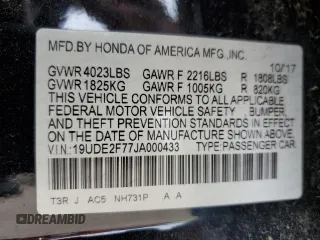 MFD.BY HONDA OF AMERICA MFG.,INC.
10/17
GVWR 4023LBS GAWR F 2216LBS R 1808LBS
GVWR 1825KG GAWR F 1005KG R 820KG
THIS VEHICLE CONFORMS TO ALL APPLICABLE
FEDERAL MOTOR VEHICLE SAFETY, BUMPER,
AND THEFT PREVENTION STANDARDS IN EFFECT
ON THE DATE OF MANUFACTURE SHOWN ABOVE.
VIN:19UDE2F77JA000433 TYPE:PASSENGER CAR
T3R J AC5 NH731P A A
DREAMBID